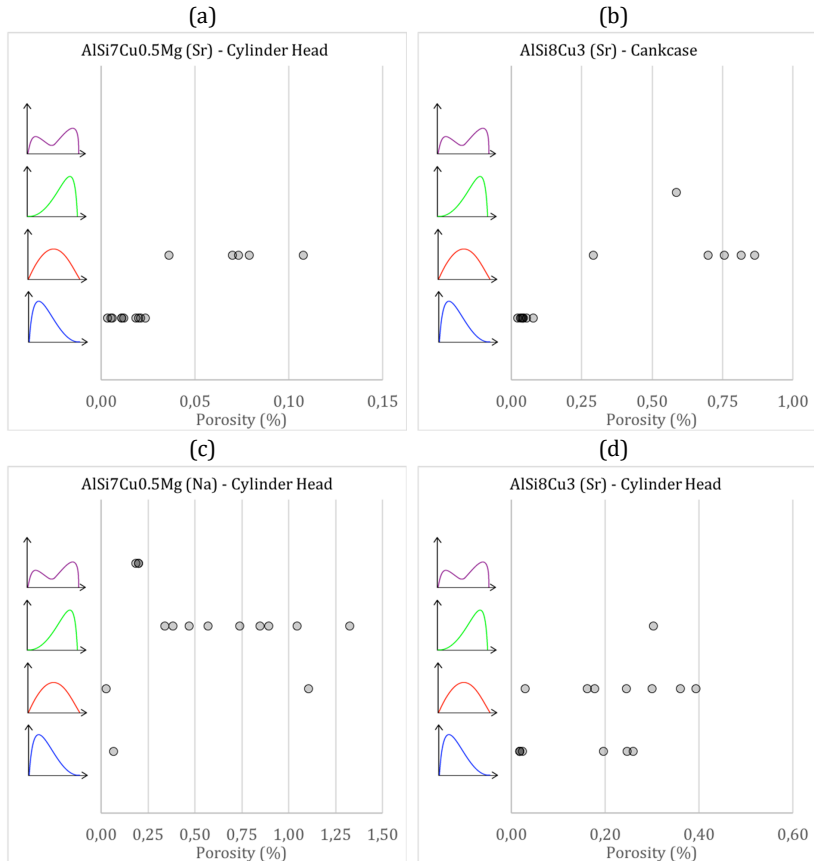 (a)
AlSi7Cu0.5Mg (Sr) - Cylinder Head
0,00 0,05 0,10 0,15
Porosity (%)
(b)
AlSi8Cu3 (Sr) - Cankcase
0,00 0,25 0,50 0,75 1,00
Porosity (%)
(c)
AlSi7Cu0.5Mg (Na) - Cylinder Head
0,00 0,25 0,50 0,75 1,00 1,25 1,50
Porosity (%)
(d)
AlSi8Cu3 (Sr) - Cylinder Head
0,00 0,20 0,40 0,60
Porosity (%)